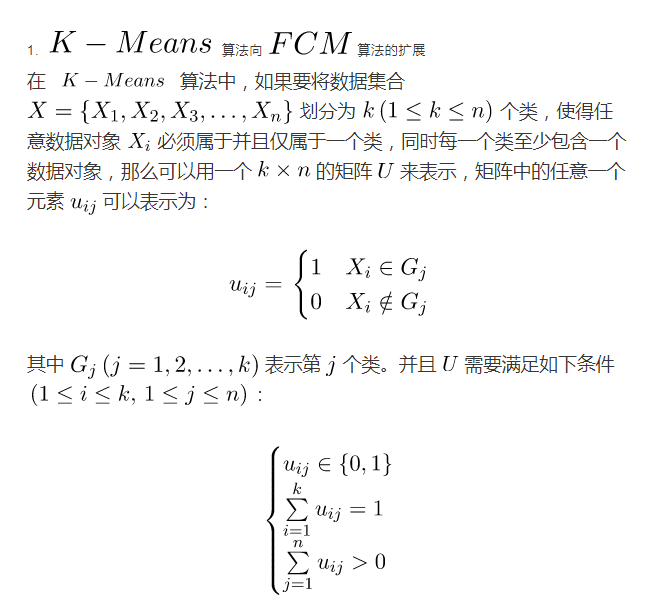 1. K − Means 算法向 FCM 算法的扩展
在 K − Means 算法中，如果要将数据集合
X = {X₁, X₂, X₃, . . . , Xₙ} 划分为 k (1 ≤ k ≤ n) 个类，使得任
意数据对象 Xᵢ 必须属于并且仅属于一个类，同时每一个类至少包含一个
数据对象，那么可以用一个 k × n 的矩阵 U 来表示，矩阵中的任意一个
元素 uᵢⱼ 可以表示为：
uᵢⱼ = { 1 Xᵢ ∈ Gⱼ
0 Xᵢ ∉ Gⱼ
其中 Gⱼ (j = 1, 2, . . . , k) 表示第 j 个类。并且 U 需要满足如下条件
(1 ≤ i ≤ k, 1 ≤ j ≤ n) ：
{ uᵢⱼ ∈ {0, 1}
k
∑ uᵢⱼ = 1
i=1
n
∑ uᵢⱼ > 0
j=1